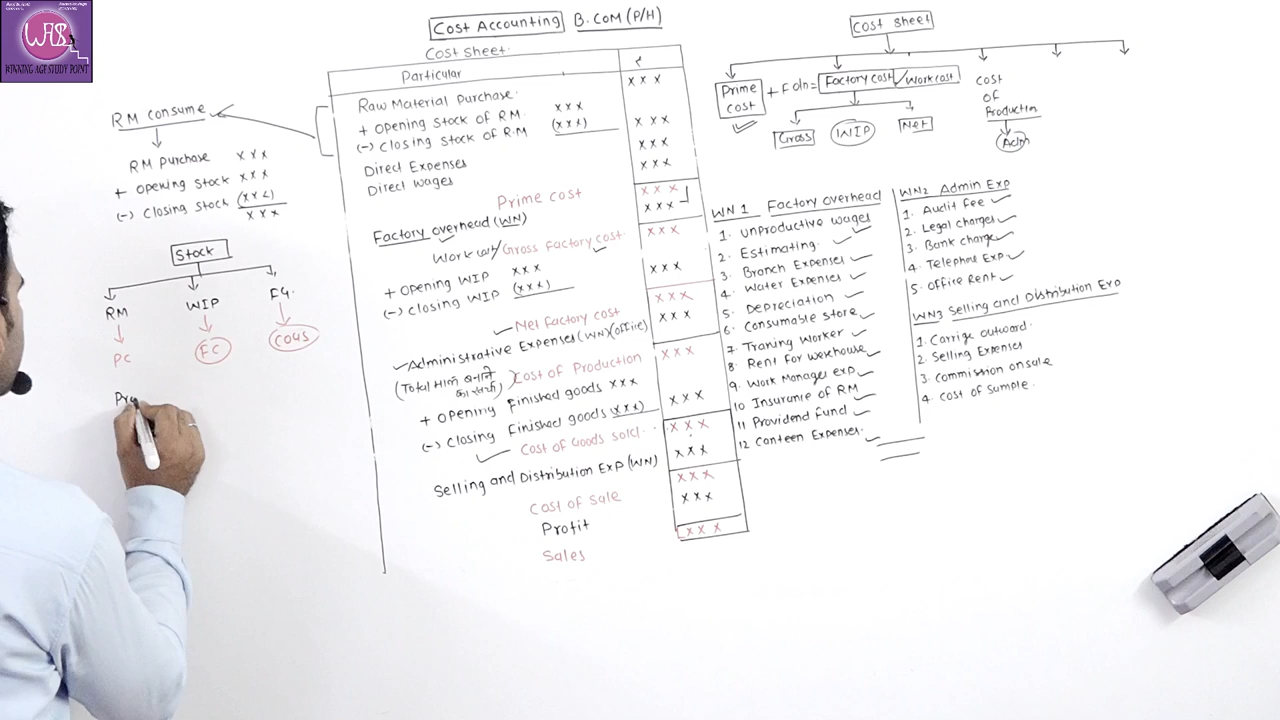 WAS
WINNING AGE STUDY POINT
Cost Accounting B.COM (P/H)
Cost sheet.
Particular
₹
Raw Material Purchase.
xxx
+ Opening Stock of RM.
xxx
(-) Closing Stock of R.M
(xxx)
xxx
Direct Expenses
xxx
Direct Wages
xxx
Prime cost
xxx
Factory overhead (WN)
xxx
Work cost/Gross Factory cost.
xxx
+ Opening WIP
xxx
(-) closing WIP
(xxx)
xxx
Net factory cost
xxx
Administrative Expenses (WN) (office)
xxx
(Total माल बनाने का खर्चा)
Cost of Production
xxx
+ Opening Finished goods xxx
(-) Closing Finished goods (xxx)
xxx
Cost of Goods sold.
xxx
Selling and Distribution Exp (WN)
xxx
Cost of Sale
xxx
Profit
xxx
Sales
xxx
RM consume
RM Purchase xxx
+ Opening Stock xxx
(-) Closing Stock (xxx)
xxx
Stock
RM
WIP
FG.
PC
FC
COGS
Pro
Cost sheet
Prime cost
+ FOH =
Factory cost
/ Work cost
Cost of Production
Gross
WIP
Net
Adm
WN 1 Factory overhead
1. Unproductive wages
2. Estimating.
3. Branch Expenses
4. Water Expenses
5. Depreciation
6. Consumable store
7. Traning Worker
8. Rent for warehouse
9. Work Manager exp
10 Insurance of RM
11 Providend fund
12 Canteen Expenses.
WN2 Admin Exp
1. Audit fee
2. Legal charges
3. Bank charge
4. Telephone Exp
5. office Rent
WN3 Selling and Distribution Exp
1. Carrige outward.
2. Selling Expenses
3. Commission on sale
4. Cost of Sample.